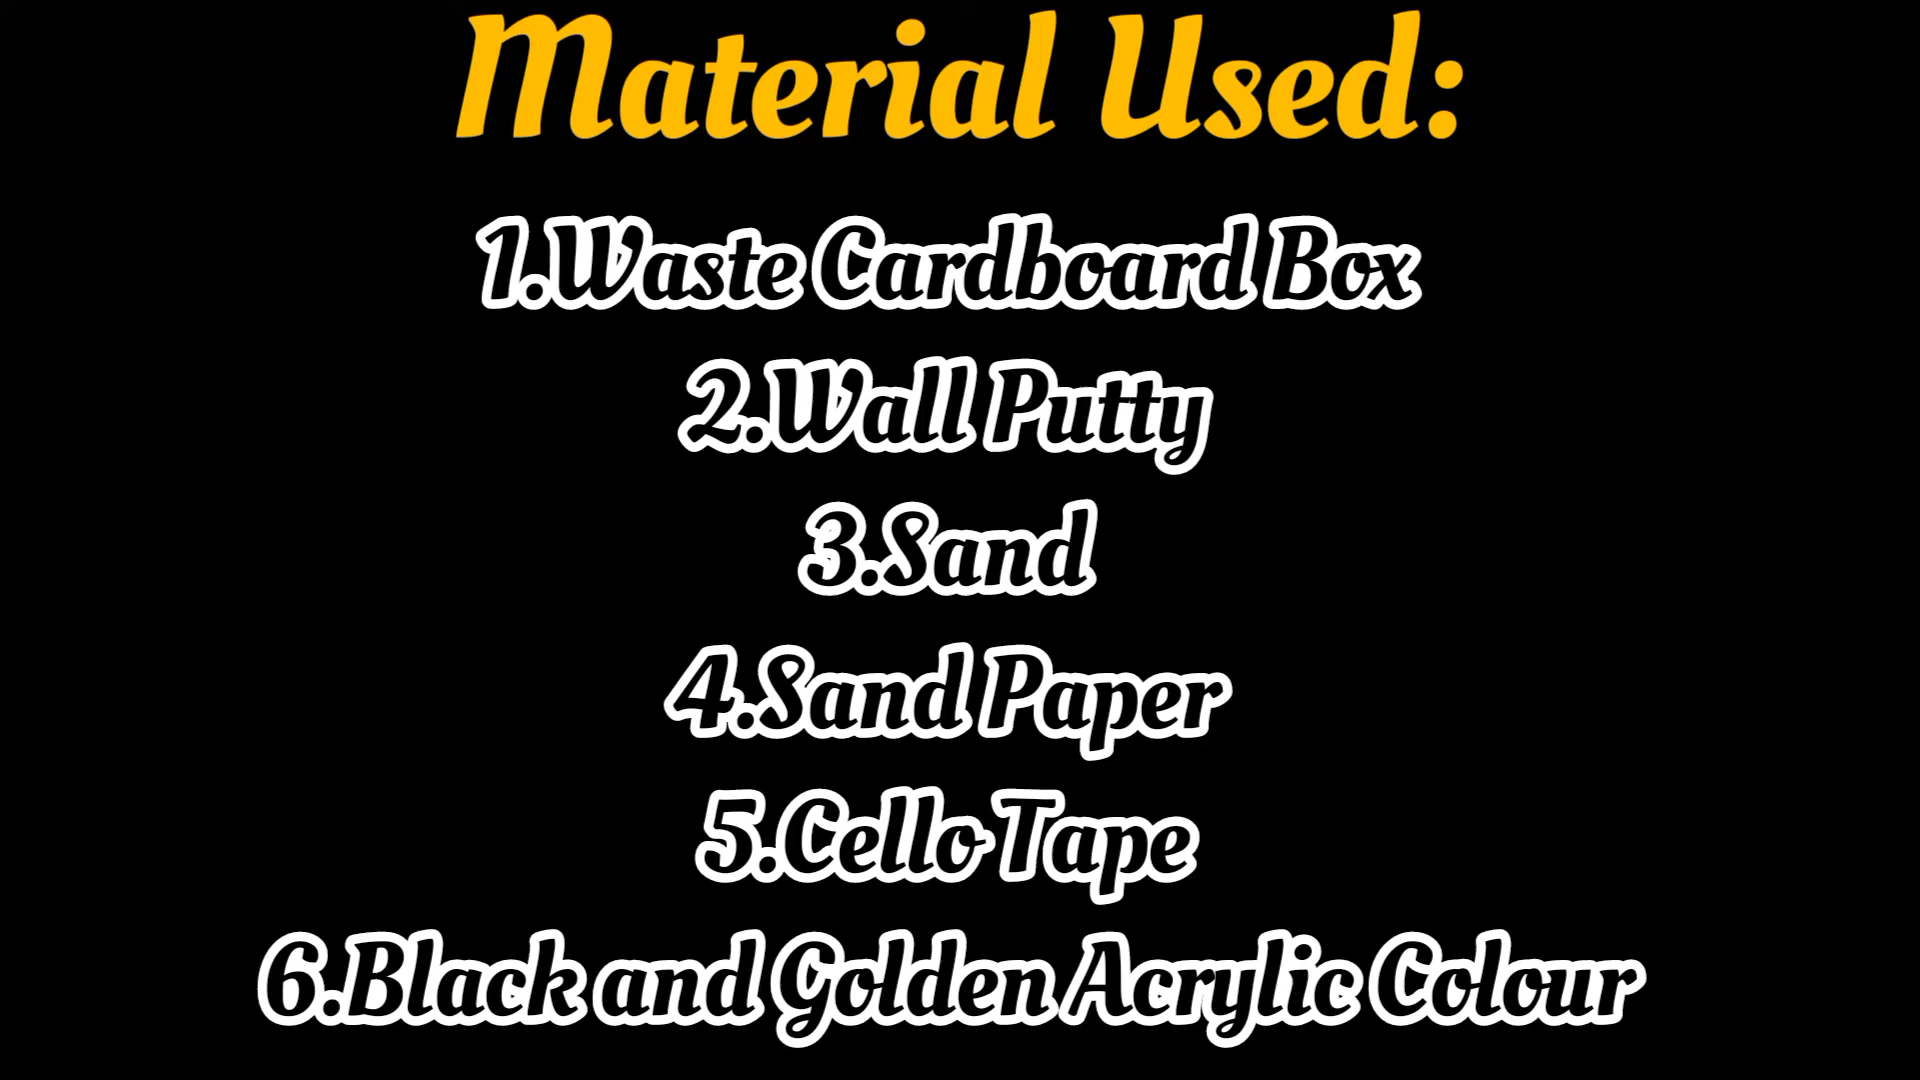 Material Used:
1.Waste Cardboard Box
2.Wall Putty
3.Sand
4.Sand Paper
5.Cello Tape
6.Black and Golden Acrylic Colour